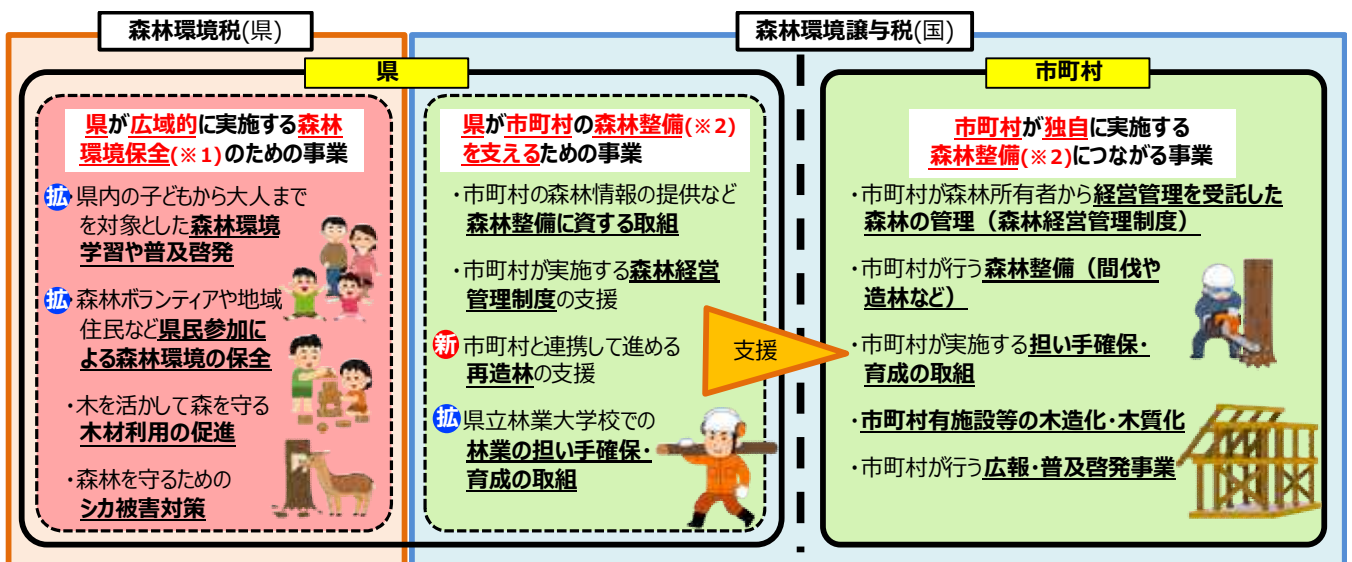 森林環境税(県)
森林環境譲与税(国)
県
市町村
県が広域的に実施する森林
環境保全(※1)のための事業
拡 県内の子どもから大人まで
を対象とした森林環境
学習や普及啓発
拡 森林ボランティアや地域
住民など県民参加に
よる森林環境の保全
・木を活かして森を守る
木材利用の促進
・森林を守るための
シカ被害対策
県が市町村の森林整備(※2)
を支えるための事業
・市町村の森林情報の提供など
森林整備に資する取組
・市町村が実施する森林経営
管理制度の支援
新 市町村と連携して進める
再造林の支援
拡 県立林業大学校での
林業の担い手確保・
育成の取組
支援
市町村が独自に実施する
森林整備(※2)につながる事業
・市町村が森林所有者から経営管理を受託した
森林の管理（森林経営管理制度）
・市町村が行う森林整備（間伐や
造林など）
・市町村が実施する担い手確保・
育成の取組
・市町村有施設等の木造化・木質化
・市町村が行う広報・普及啓発事業